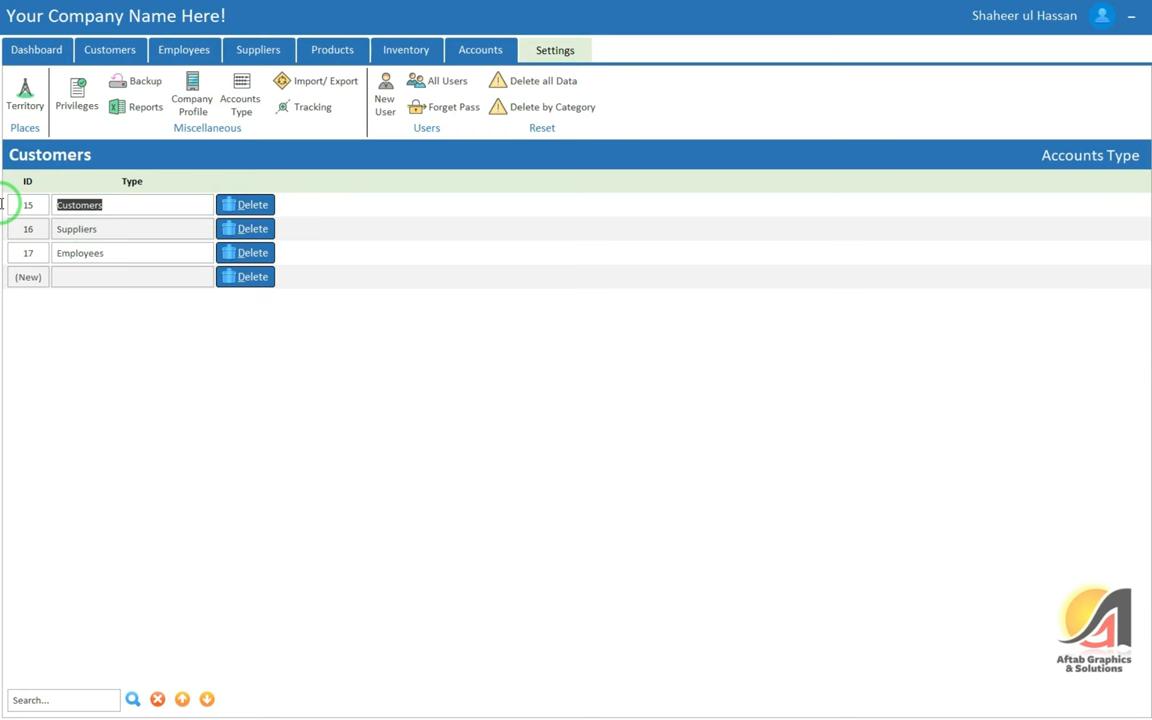 Your Company Name Here!
Shaheer ul Hassan
Dashboard Customers Employees Suppliers Products Inventory Accounts Settings
Territory
Places
Privileges
Backup
Reports
Company Profile
Accounts Type
Import/ Export
Tracking
Miscellaneous
New User
All Users
Forget Pass
Users
Delete all Data
Delete by Category
Reset
Customers
Accounts Type
ID Type
15 Customers Delete
16 Suppliers Delete
17 Employees Delete
(New) Delete
Aftab Graphics
& Solutions
Search...